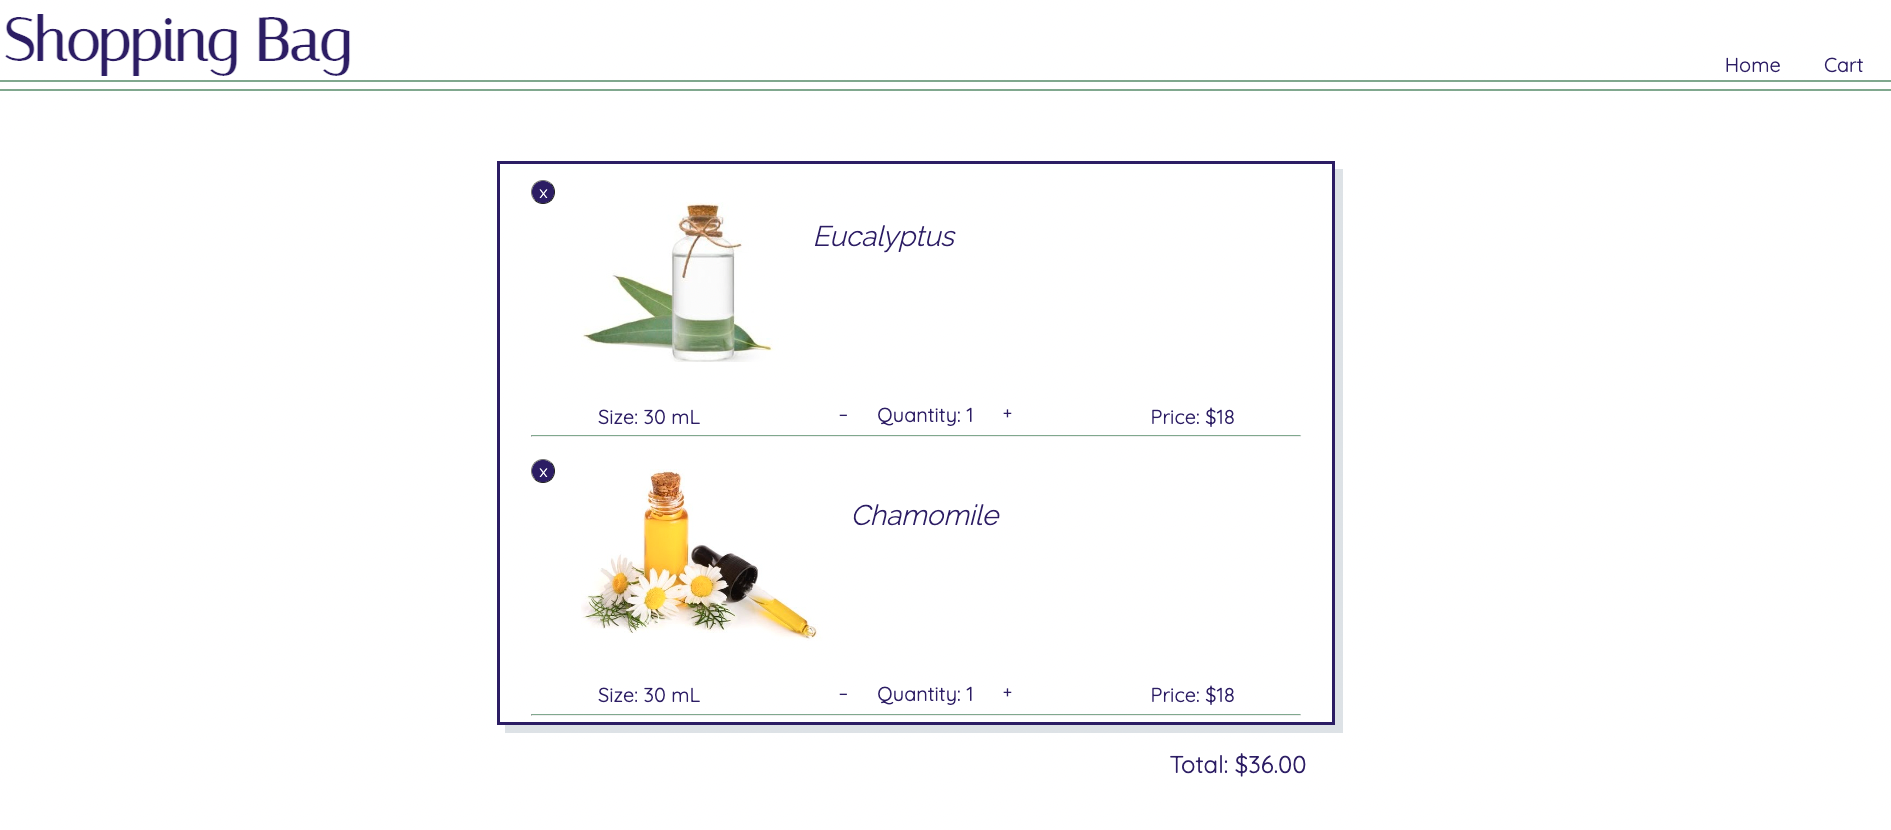 Shopping Bag
Home Cart
x
Eucalyptus
Size: 30 mL - Quantity: 1 + Price: $18
x
Chamomile
Size: 30 mL - Quantity: 1 + Price: $18
Total: $36.00